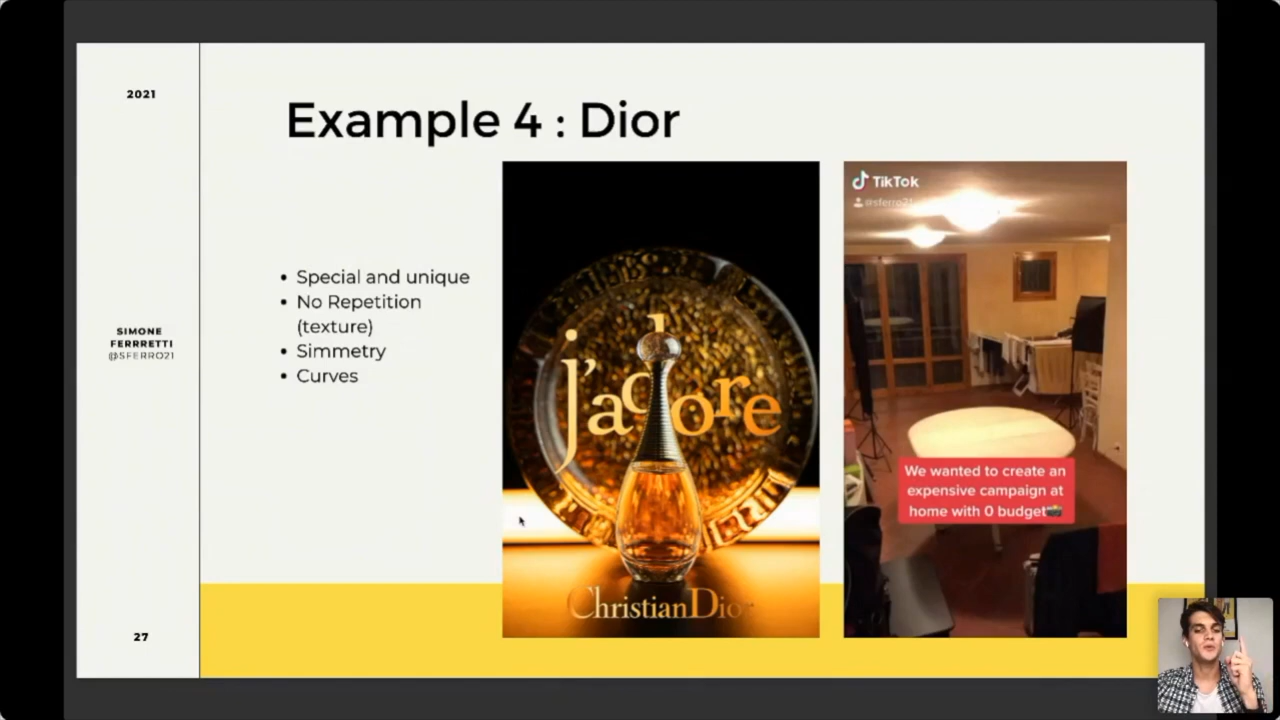 2021
Example 4 : Dior
SIMONE
FERRRETTI
@SFERRO21
• Special and unique
• No Repetition
(texture)
• Simmetry
• Curves
j'adore
Christian Dior
TikTok
@sferro21
We wanted to create an
expensive campaign at
home with 0 budget📸
27